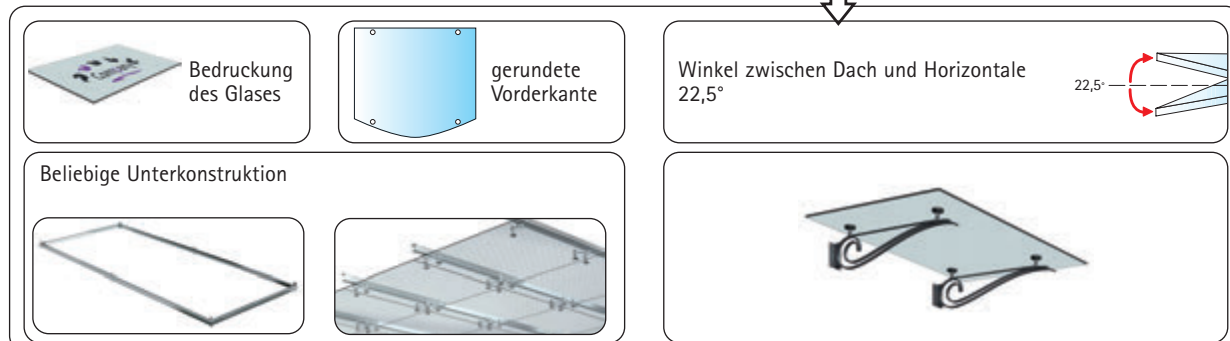 Bedruckung
des Glases
gerundete
Vorderkante
Winkel zwischen Dach und Horizontale
22,5°
22,5°
Beliebige Unterkonstruktion